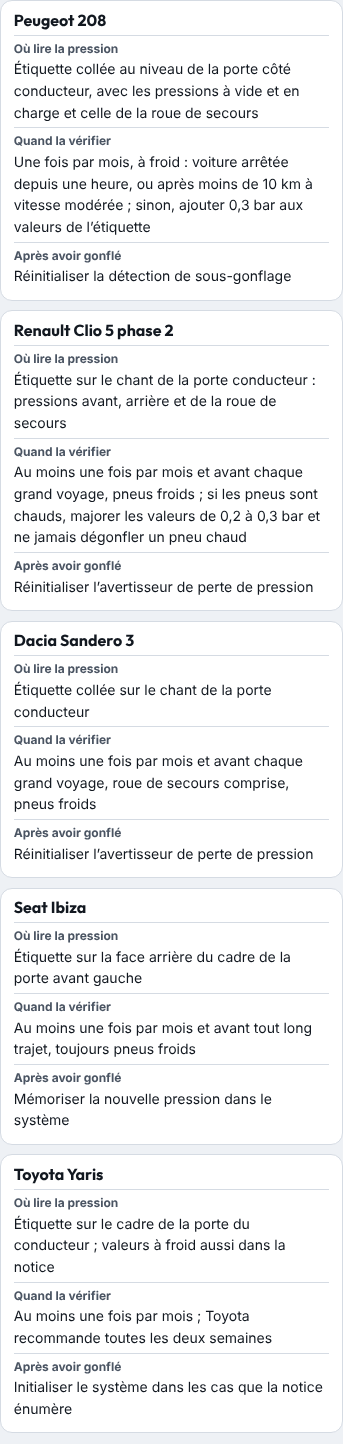 Peugeot 208
Où lire la pression
Étiquette collée au niveau de la porte côté
conducteur, avec les pressions à vide et en
charge et celle de la roue de secours
Quand la vérifier
Une fois par mois, à froid : voiture arrêtée
depuis une heure, ou après moins de 10 km à
vitesse modérée ; sinon, ajouter 0,3 bar aux
valeurs de l’étiquette
Après avoir gonflé
Réinitialiser la détection de sous-gonflage
Renault Clio 5 phase 2
Où lire la pression
Étiquette sur le chant de la porte conducteur :
pressions avant, arrière et de la roue de
secours
Quand la vérifier
Au moins une fois par mois et avant chaque
grand voyage, pneus froids ; si les pneus sont
chauds, majorer les valeurs de 0,2 à 0,3 bar et
ne jamais dégonfler un pneu chaud
Après avoir gonflé
Réinitialiser l’avertisseur de perte de pression
Dacia Sandero 3
Où lire la pression
Étiquette collée sur le chant de la porte
conducteur
Quand la vérifier
Au moins une fois par mois et avant chaque
grand voyage, roue de secours comprise,
pneus froids
Après avoir gonflé
Réinitialiser l’avertisseur de perte de pression
Seat Ibiza
Où lire la pression
Étiquette sur la face arrière du cadre de la
porte avant gauche
Quand la vérifier
Au moins une fois par mois et avant tout long
trajet, toujours pneus froids
Après avoir gonflé
Mémoriser la nouvelle pression dans le
système
Toyota Yaris
Où lire la pression
Étiquette sur le cadre de la porte du
conducteur ; valeurs à froid aussi dans la
notice
Quand la vérifier
Au moins une fois par mois ; Toyota
recommande toutes les deux semaines
Après avoir gonflé
Initialiser le système dans les cas que la notice
énumère